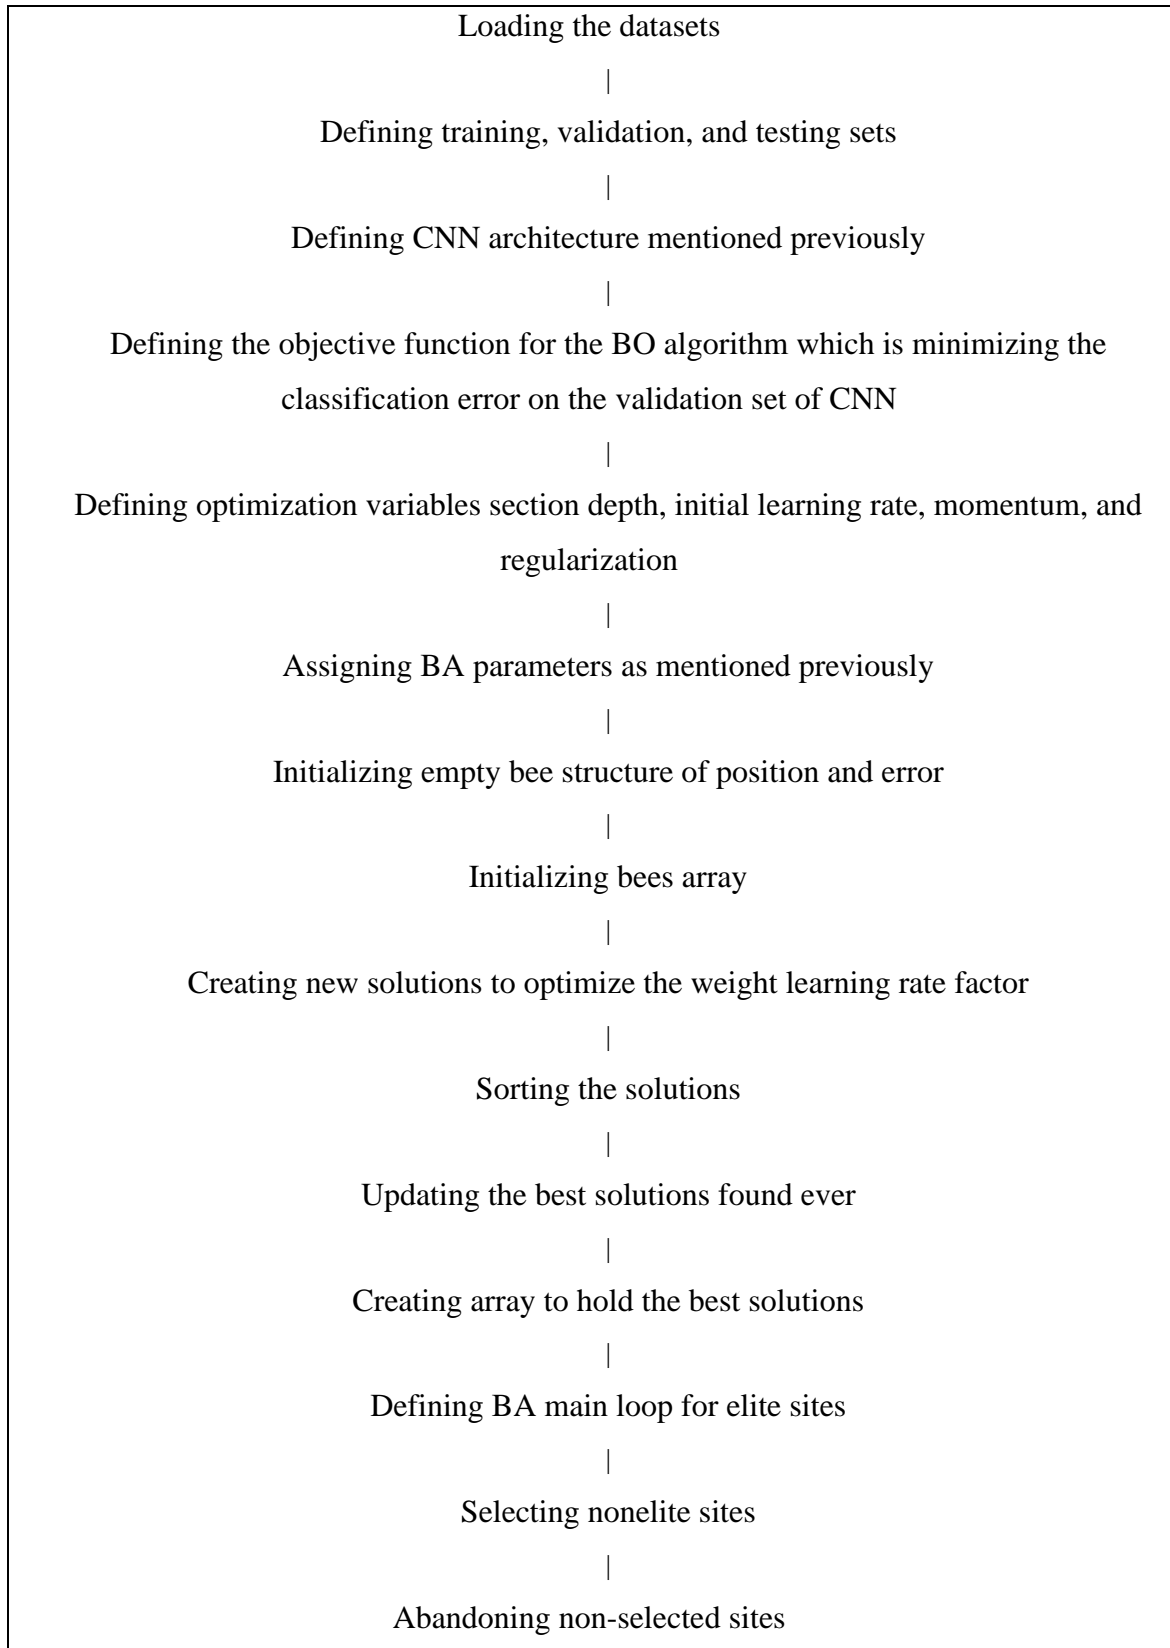 Loading the datasets
|
Defining training, validation, and testing sets
|
Defining CNN architecture mentioned previously
|
Defining the objective function for the BO algorithm which is minimizing the
classification error on the validation set of CNN
|
Defining optimization variables section depth, initial learning rate, momentum, and
regularization
|
Assigning BA parameters as mentioned previously
|
Initializing empty bee structure of position and error
|
Initializing bees array
|
Creating new solutions to optimize the weight learning rate factor
|
Sorting the solutions
|
Updating the best solutions found ever
|
Creating array to hold the best solutions
|
Defining BA main loop for elite sites
|
Selecting nonelite sites
|
Abandoning non-selected sites